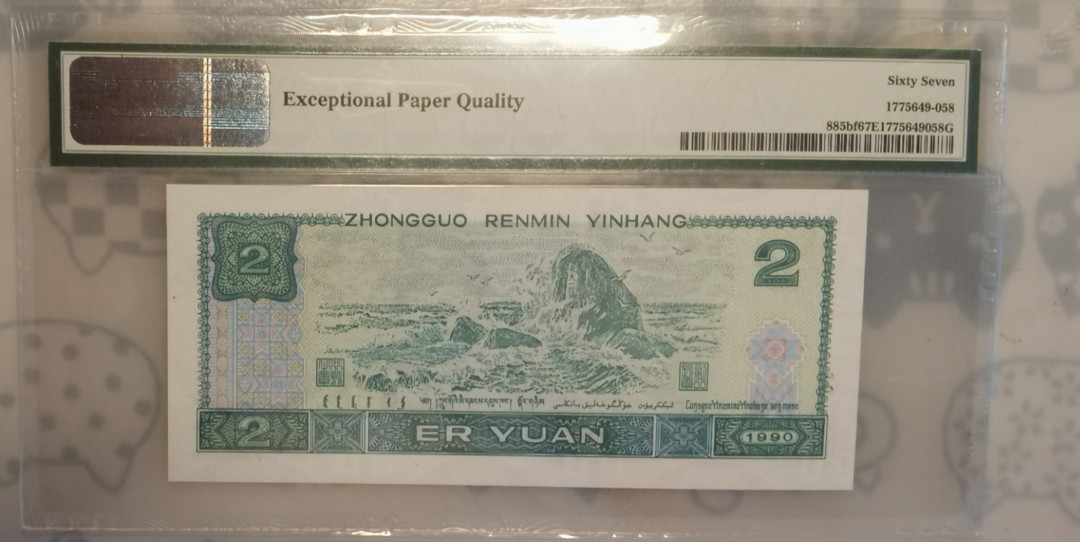 Sixty Seven
Exceptional Paper Quality
1775649-058
885bf67E1775649058G
ZHONGGUO RENMIN YINHANG
2
2
2
ER YUAN
1990